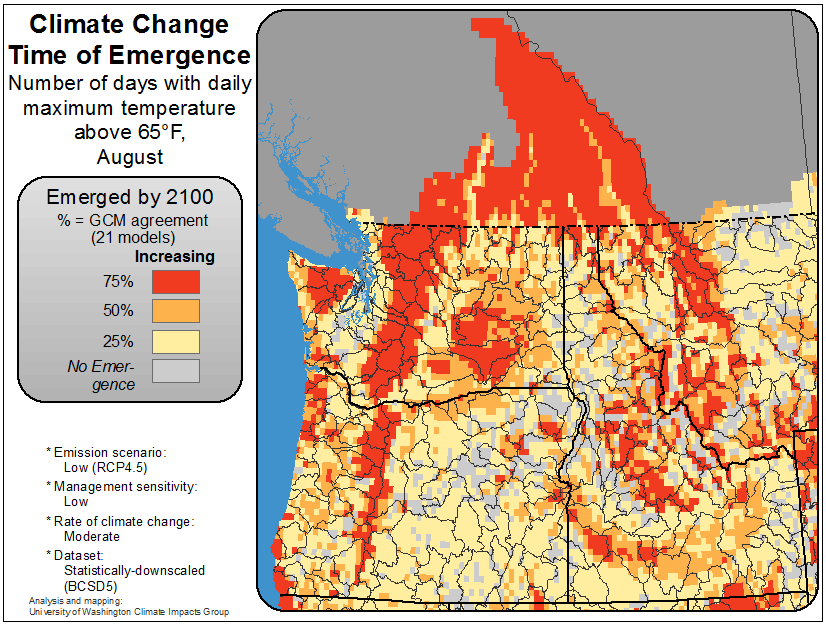 Climate Change
Time of Emergence
Number of days with daily
maximum temperature
above 65°F,
August
Emerged by 2100
% = GCM agreement
(21 models)
Increasing
75%
50%
25%
No Emer-
gence
* Emission scenario:
Low (RCP4.5)
* Management sensitivity:
Low
* Rate of climate change:
Moderate
* Dataset:
Statistically-downscaled
(BCSD5)
Analysis and mapping:
University of Washington Climate Impacts Group